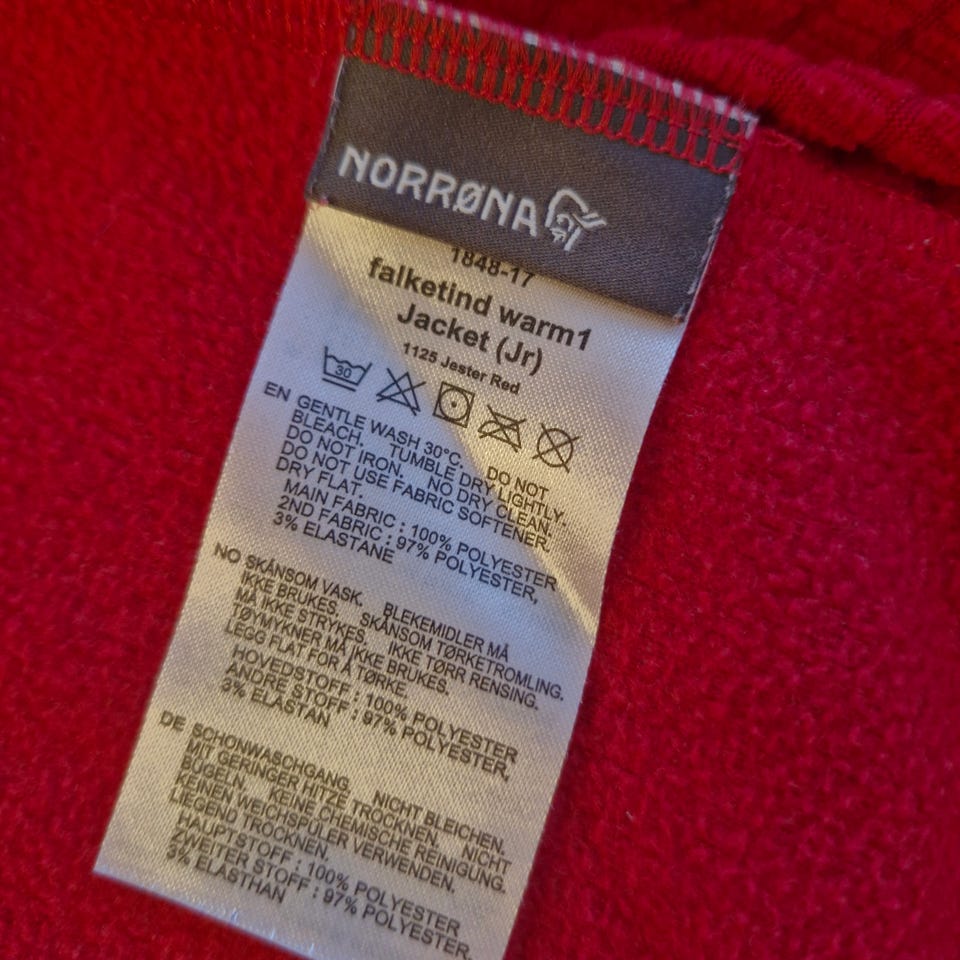 NORRØNA
1848-17
falketind warm1
Jacket (Jr)
1125 Jester Red
30
EN GENTLE WASH 30°C. DO NOT
BLEACH. TUMBLE DRY LIGHTLY.
DO NOT IRON. NO DRY CLEAN.
DO NOT USE FABRIC SOFTENER.
DRY FLAT.
MAIN FABRIC : 100% POLYESTER
2ND FABRIC : 97% POLYESTER,
3% ELASTANE
NO SKÅNSOM VASK. BLEKEMIDLER MÅ
IKKE BRUKES. SKÅNSOM TØRKETROMLING.
MÅ IKKE STRYKES. IKKE TØRR RENSING.
TØYMYKNER MÅ IKKE BRUKES.
LEGG FLAT FOR Å TØRKE.
HOVEDSTOFF : 100% POLYESTER
ANDRE STOFF : 97% POLYESTER,
3% ELASTAN
DE SCHONWASCHGANG NICHT BLEICHEN.
MIT GERINGER HITZE TROCKNEN. NICHT
BÜGELN. KEINE CHEMISCHE REINIGUNG.
KEINEN WEICHSPÜLER VERWENDEN.
LIEGEND TROCKNEN.
HAUPTSTOFF : 100% POLYESTER
ZWEITER STOFF : 97% POLYESTER,
3% ELASTHAN